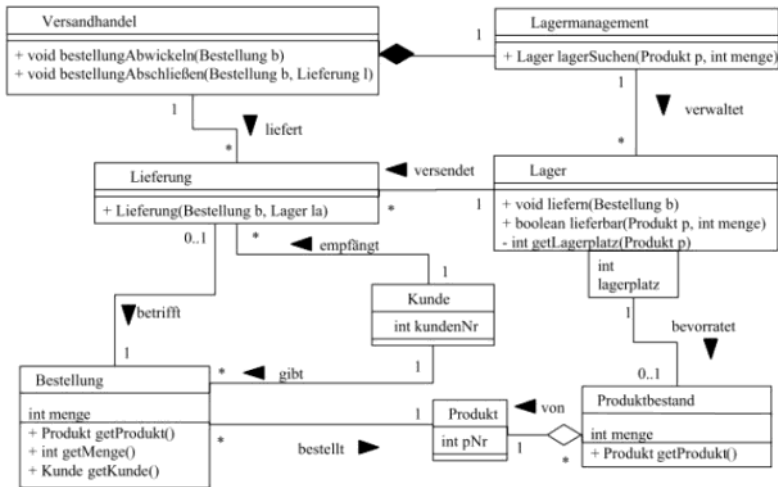 Versandhandel
+ void bestellungAbwickeln(Bestellung b)
+ void bestellungAbschließen(Bestellung b, Lieferung l)
1
Lagermanagement
+ Lager lagerSuchen(Produkt p, int menge)
1
liefert
*
1
verwaltet
*
Lieferung
+ Lieferung(Bestellung b, Lager la)
versendet
*
1
Lager
+ void liefern(Bestellung b)
+ boolean lieferbar(Produkt p, int menge)
- int getLagerplatz(Produkt p)
0..1
*
empfängt
1
int
lagerplatz
Kunde
int kundenNr
1
bevorratet
0..1
betrifft
1
1
gibt
*
Bestellung
int menge
+ Produkt getProdukt()
+ int getMenge()
+ Kunde getKunde()
*
bestellt
1
Produkt
int pNr
von
1
*
Produktbestand
int menge
+ Produkt getProdukt()